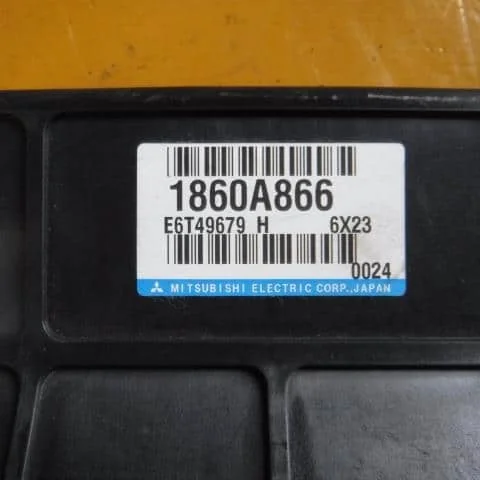 1860A866
E6T49679 H 6X23
0024
MITSUBISHI ELECTRIC CORP.,JAPAN